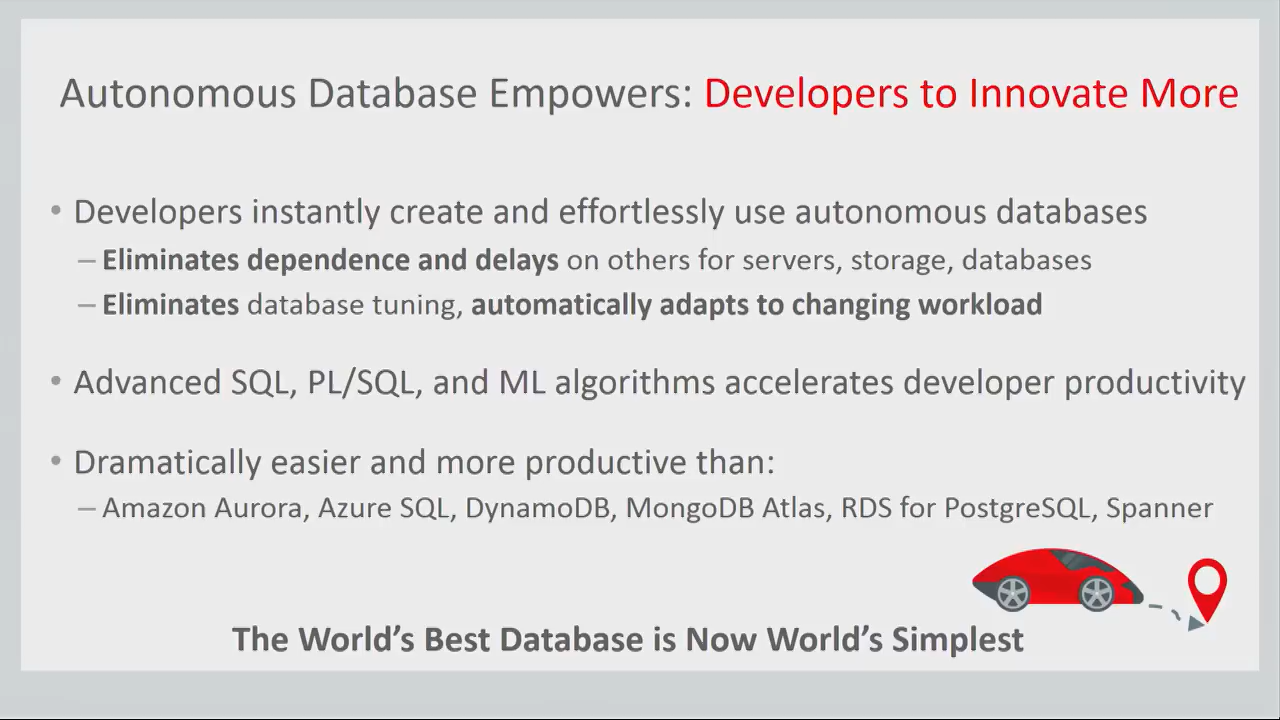 Autonomous Database Empowers: Developers to Innovate More
• Developers instantly create and effortlessly use autonomous databases
– Eliminates dependence and delays on others for servers, storage, databases
– Eliminates database tuning, automatically adapts to changing workload
• Advanced SQL, PL/SQL, and ML algorithms accelerates developer productivity
• Dramatically easier and more productive than:
– Amazon Aurora, Azure SQL, DynamoDB, MongoDB Atlas, RDS for PostgreSQL, Spanner
The World’s Best Database is Now World’s Simplest